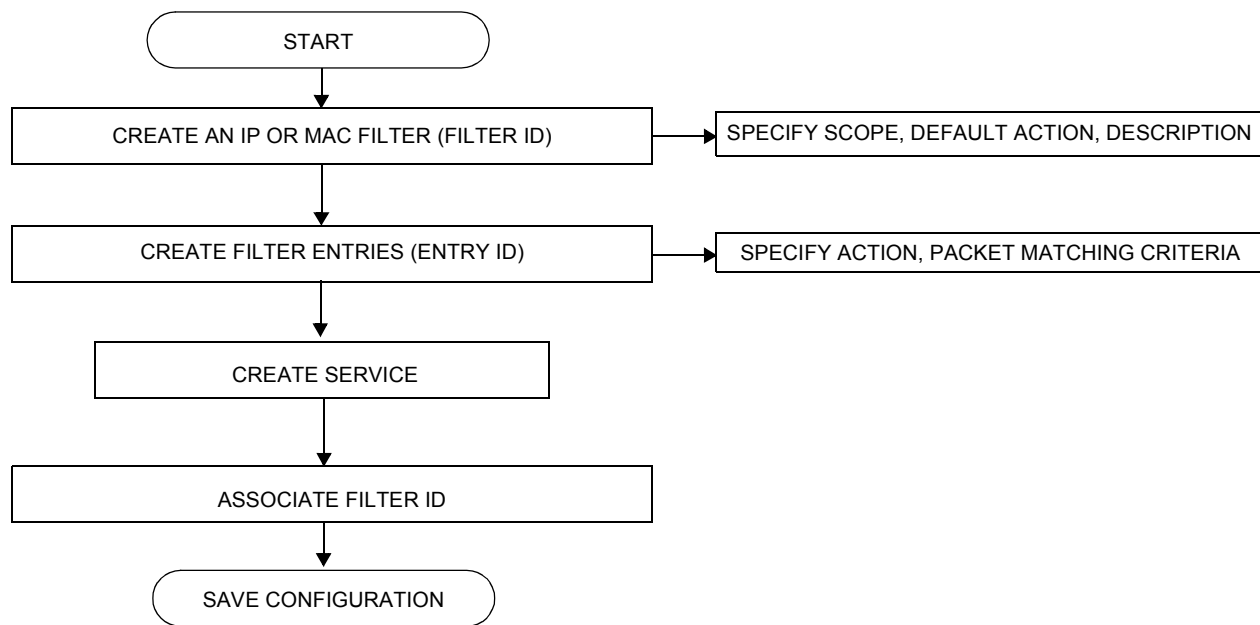 START
CREATE AN IP OR MAC FILTER (FILTER ID)
SPECIFY SCOPE, DEFAULT ACTION, DESCRIPTION
CREATE FILTER ENTRIES (ENTRY ID)
SPECIFY ACTION, PACKET MATCHING CRITERIA
CREATE SERVICE
ASSOCIATE FILTER ID
SAVE CONFIGURATION